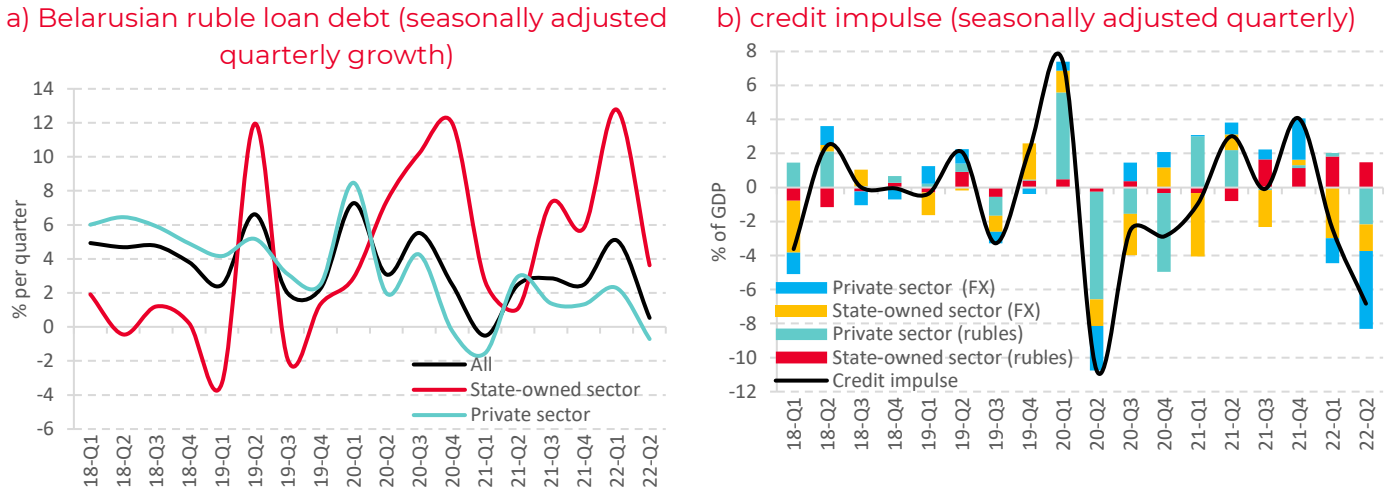 a) Belarusian ruble loan debt (seasonally adjusted
quarterly growth)
% per quarter
14
12
10
8
6
4
2
0
-2
-4
-6
All
State-owned sector
Private sector
18-Q1
18-Q2
18-Q3
18-Q4
19-Q1
19-Q2
19-Q3
19-Q4
20-Q1
20-Q2
20-Q3
20-Q4
21-Q1
21-Q2
21-Q3
21-Q4
22-Q1
22-Q2
b) credit impulse (seasonally adjusted quarterly)
% of GDP
8
6
4
2
0
-2
-4
-6
-8
-10
-12
Private sector (FX)
State-owned sector (FX)
Private sector (rubles)
State-owned sector (rubles)
Credit impulse
18-Q1
18-Q2
18-Q3
18-Q4
19-Q1
19-Q2
19-Q3
19-Q4
20-Q1
20-Q2
20-Q3
20-Q4
21-Q1
21-Q2
21-Q3
21-Q4
22-Q1
22-Q2